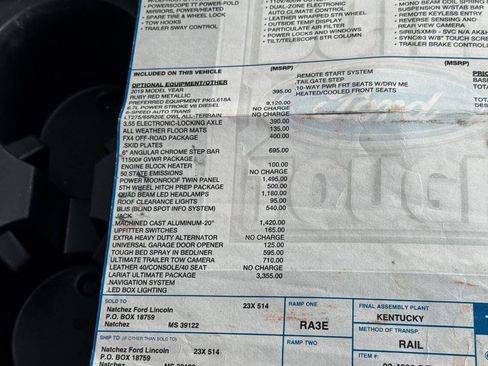 POWERSCOPE TT POWER-FOLD
MIRRORS, POWER/HEATED
• SPARE TIRE & WHEEL LOCK
• TOW HOOKS
• TRAILER SWAY CONTROL
• DUAL-ZONE ELECTRONIC
AUTO CLIMATE CONTROL
• LEATHER WRAPPED STR WHEEL
• OUTSIDE TEMP DISPLAY
• PARTICULATE AIR FILTER
• POWER LOCKS AND WINDOWS
• TILT/TELESCOPE STR COLUMN
• MONO BEAM COIL SPRING
SUSPENSION W/STAB BAR
• REMOTE KEYLESS ENTRY
• REVERSE SENSING AND
REAR VIEW CAMERA
• SIRIUSXM® - SVC N/A AK&H
• SYNC®3 W/8" TOUCH SCR
• TRAILER BRAKE CONTROL
INCLUDED ON THIS VEHICLE (MSRP)
OPTIONAL EQUIPMENT/OTHER
2019 MODEL YEAR
RUBY RED METALLIC 395.00
PREFERRED EQUIPMENT PKG.618A
6.7L POWER STROKE V8 DIESEL 9,120.00
6-SPEED AUTO TRANS NO CHARGE
LT275/65R20E OWL ALL-TERRAIN NO CHARGE
3.55 ELECTRONIC-LOCKING AXLE 390.00
ALL WEATHER FLOOR MATS 135.00
FX4 OFF-ROAD PACKAGE 400.00
.SKID PLATES
6" ANGULAR CHROME STEP BAR 695.00
11500# GVWR PACKAGE
ENGINE BLOCK HEATER 100.00
50 STATE EMISSIONS NO CHARGE
POWER MOONROOF TWIN PANEL 1,495.00
5TH WHEEL HITCH PREP PACKAGE 500.00
QUAD BEAM LED HEADLAMPS 1,180.00
ROOF CLEARANCE LIGHTS 95.00
BLIS (BLIND SPOT INFO SYSTEM) 540.00
JACK
MACHINED CAST ALUMINUM-20" 1,420.00
UPFITTER SWITCHES 165.00
EXTRA HEAVY DUTY ALTERNATOR NO CHARGE
UNIVERSAL GARAGE DOOR OPENER 125.00
TOUGH BED SPRAY IN BEDLINER 595.00
ULTIMATE TRAILER TOW CAMERA 710.00
LEATHER 40/CONSOLE/40 SEAT NO CHARGE
LARIAT ULTIMATE PACKAGE 3,355.00
.NAVIGATION SYSTEM
.LED BOX LIGHTING
(MSRP)
.REMOTE START SYSTEM
.TAILGATE STEP
.10-WAY PWR FRT SEATS W/DRV ME
.HEATED/COOLED FRONT SEATS
Ford
SOLD TO
Natchez Ford Lincoln 23X 514
P.O. BOX 18759
Natchez MS 39122
SHIP TO (IF OTHER THAN SOLD TO)
Natchez Ford Lincoln 23X 514
P.O. BOX 18759
RAMP ONE
RA3E
RAMP TWO
FINAL ASSEMBLY PLANT
KENTUCKY
METHOD OF TRANSP.
RAIL
ITEM #